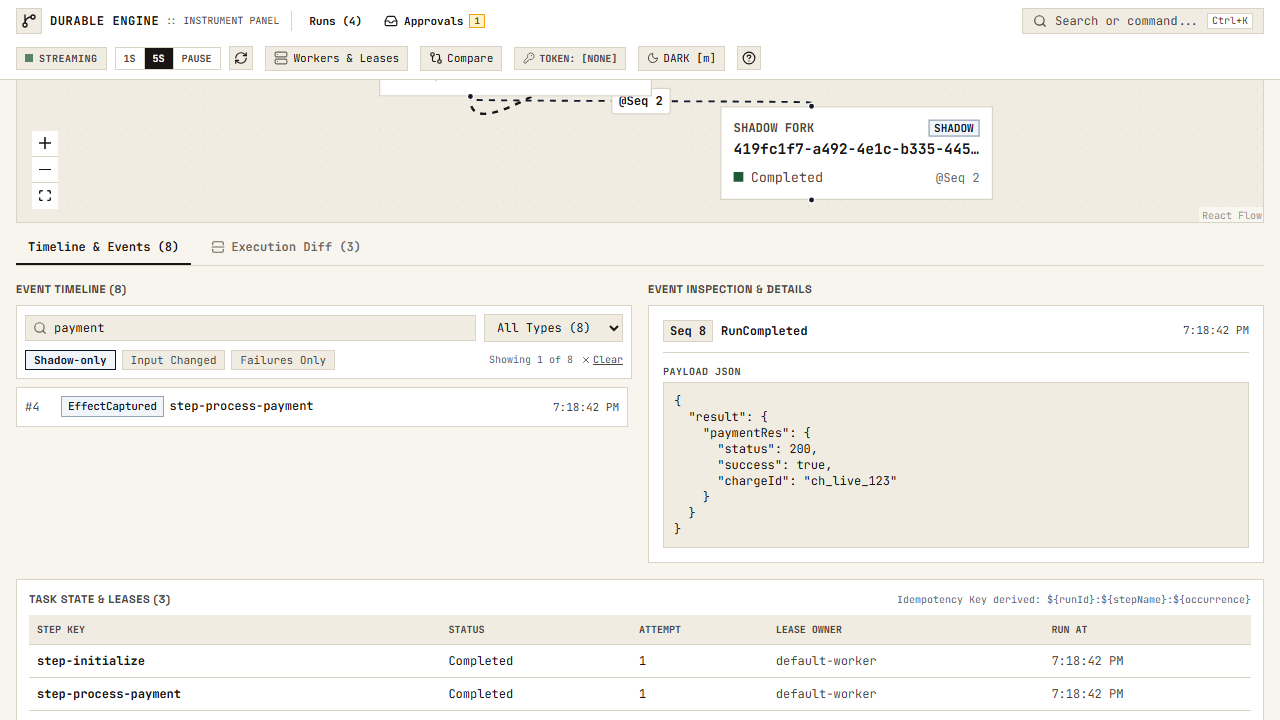 DURABLE ENGINE :: INSTRUMENT PANEL Runs (4) Approvals 1 Search or command... Ctrl+K
STREAMING 1S 5S PAUSE Workers & Leases Compare TOKEN: [NONE] DARK [m]
@Seq 2
SHADOW FORK SHADOW
419fc1f7-a492-4e1c-b335-445…
Completed @Seq 2
React Flow
Timeline & Events (8) Execution Diff (3)
EVENT TIMELINE (8) EVENT INSPECTION & DETAILS
payment All Types (8)
Shadow-only Input Changed Failures Only Showing 1 of 8 × Clear
#4 EffectCaptured step-process-payment 7:18:42 PM
Seq 8 RunCompleted 7:18:42 PM
PAYLOAD JSON
{
"result": {
"paymentRes": {
"status": 200,
"success": true,
"chargeId": "ch_live_123"
}
}
}
TASK STATE & LEASES (3) Idempotency Key derived: ${runId}:${stepName}:${occurrence}
STEP KEY STATUS ATTEMPT LEASE OWNER RUN AT
step-initialize Completed 1 default-worker 7:18:42 PM
step-process-payment Completed 1 default-worker 7:18:42 PM